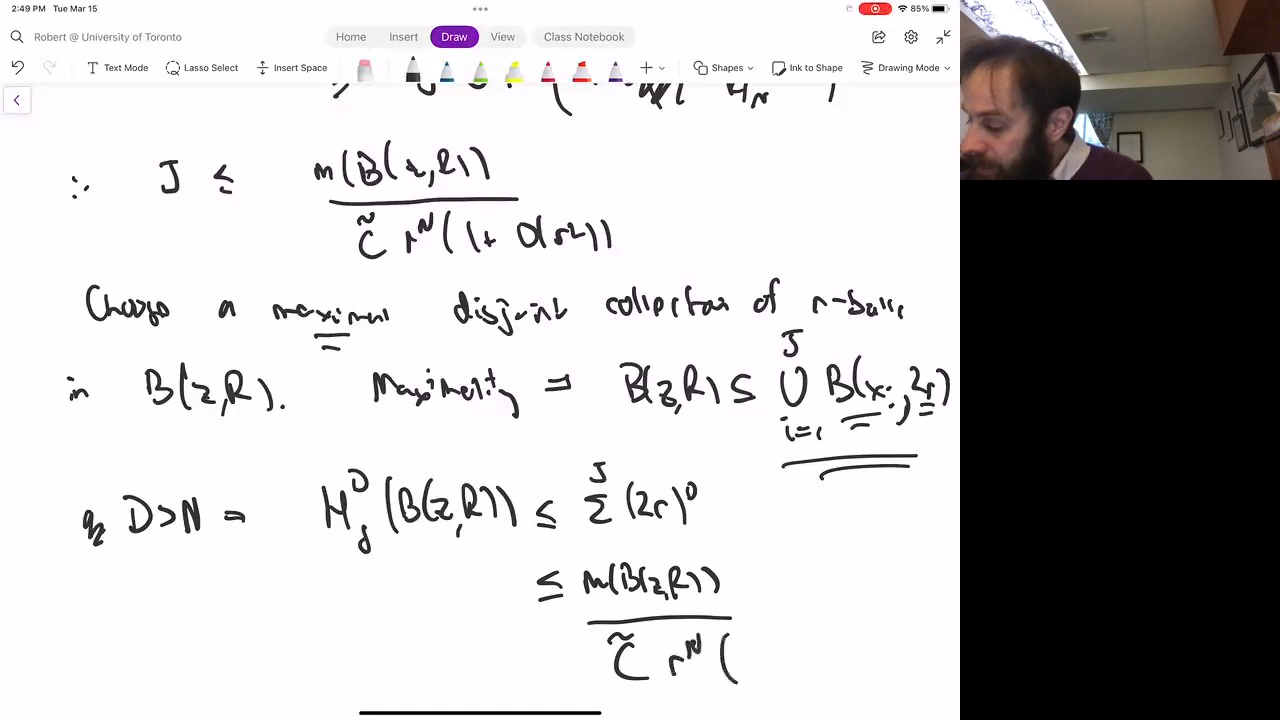 2:49 PM Tue Mar 15
85%
Robert @ University of Toronto
Home Insert Draw View Class Notebook
Text Mode Lasso Select Insert Space Shapes Ink to Shape Drawing Mode
∴ J ≤ m(B(z,R)) / C̃ r^N (1 + O(r²))
Choose a maximal disjoint collection of r-balls
in B(z,R). Maximality ⇒ B(z,R) ⊆ ⋃_{i=1}^J B(x_i, 2r)
D>N ⇒ H_δ^D (B(z,R)) ≤ Σ^J (2r)^D
≤ m(B(z,R)) / C̃ r^N (